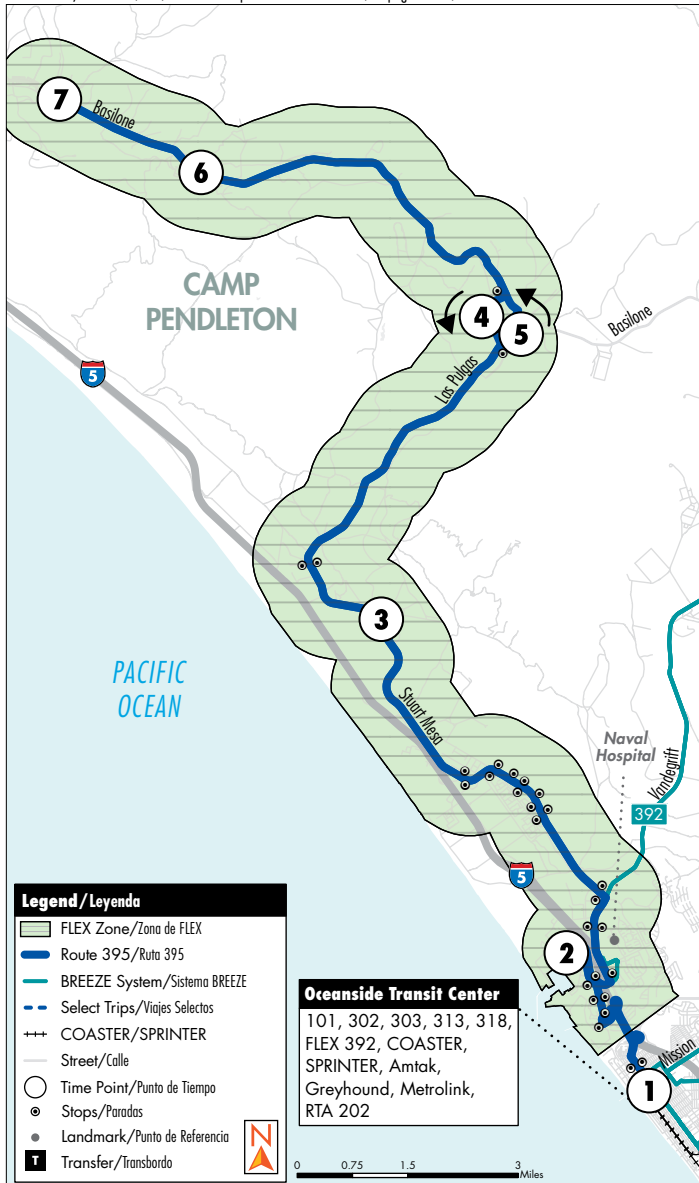 7
Basilone
6
CAMP
PENDLETON
4
5
Basilone
5
Las Pulgas
3
PACIFIC
OCEAN
Stuart Mesa
Naval
Hospital
Vandegrift
392
5
2
Legend/Leyenda
FLEX Zone/Zona de FLEX
Route 395/Ruta 395
BREEZE System/Sistema BREEZE
Select Trips/Viajes Selectos
COASTER/SPRINTER
Street/Calle
Time Point/Punto de Tiempo
Stops/Paradas
Landmark/Punto de Referencia
T Transfer/Transbordo
N
Oceanside Transit Center
101, 302, 303, 313, 318,
FLEX 392, COASTER,
SPRINTER, Amtak,
Greyhound, Metrolink,
RTA 202
Mission
1
0 0.75 1.5 3
Miles